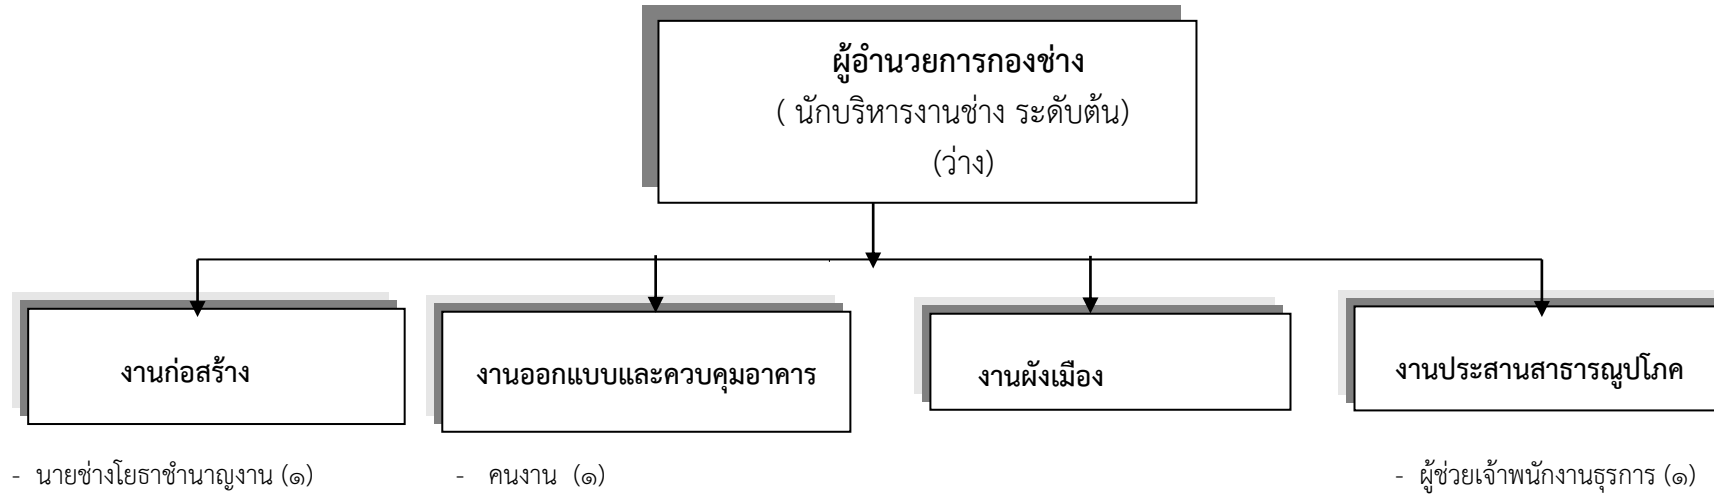 ผู้อำนวยการกองช่าง
( นักบริหารงานช่าง ระดับต้น)
(ว่าง)
งานก่อสร้าง
งานออกแบบและควบคุมอาคาร
งานผังเมือง
งานประสานสาธารณูปโภค
- นายช่างโยธาชำนาญงาน (๑)
- คนงาน (๑)
- ผู้ช่วยเจ้าพนักงานธุรการ (๑)